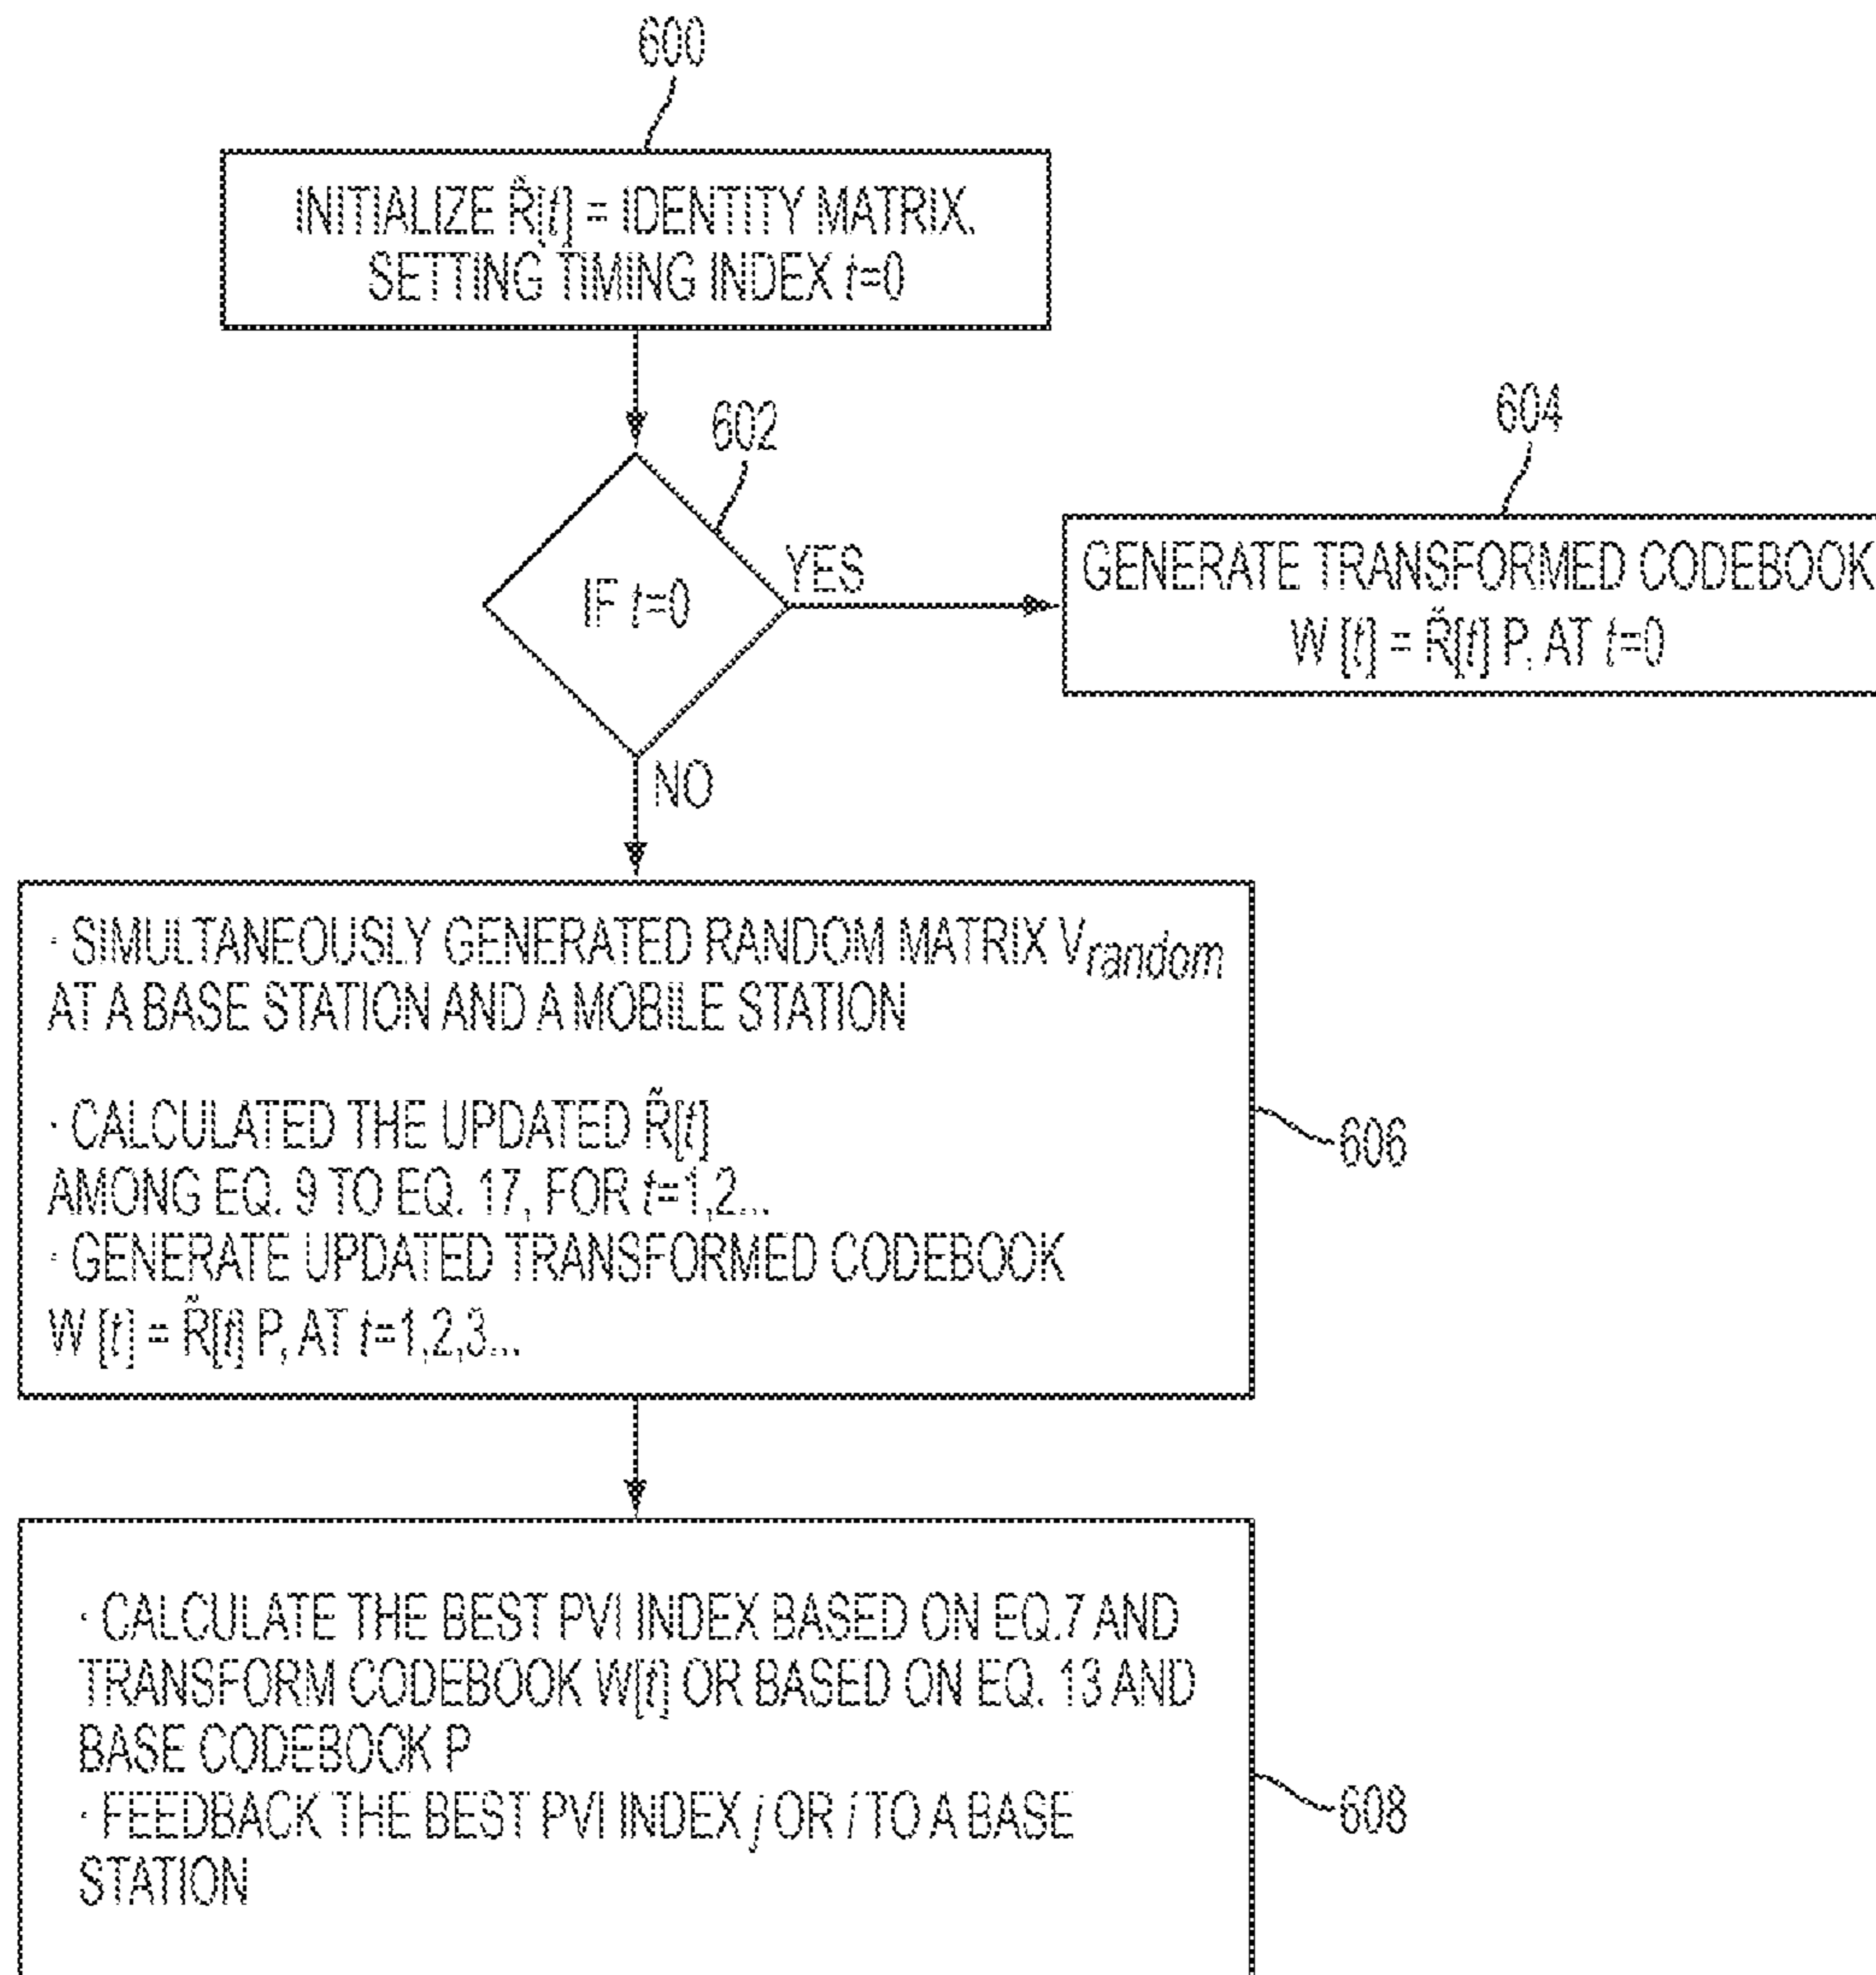 600
INITIALIZE R̃[t] = IDENTITY MATRIX.
SETTING TIMING INDEX t=0
602
604
IF t=0
YES
GENERATE TRANSFORMED CODEBOOK
W [t] = R̃[t] P, AT t=0
NO
· SIMULTANEOUSLY GENERATED RANDOM MATRIX Vrandom
AT A BASE STATION AND A MOBILE STATION
· CALCULATED THE UPDATED R̃[t]
AMONG EQ. 9 TO EQ. 17, FOR t=1,2...
· GENERATE UPDATED TRANSFORMED CODEBOOK
W [t] = R̃[t] P, AT t=1,2,3...
606
· CALCULATE THE BEST PVI INDEX BASED ON EQ.7 AND
TRANSFORM CODEBOOK W[t] OR BASED ON EQ. 13 AND
BASE CODEBOOK P
· FEEDBACK THE BEST PVI INDEX j OR i TO A BASE
STATION
608